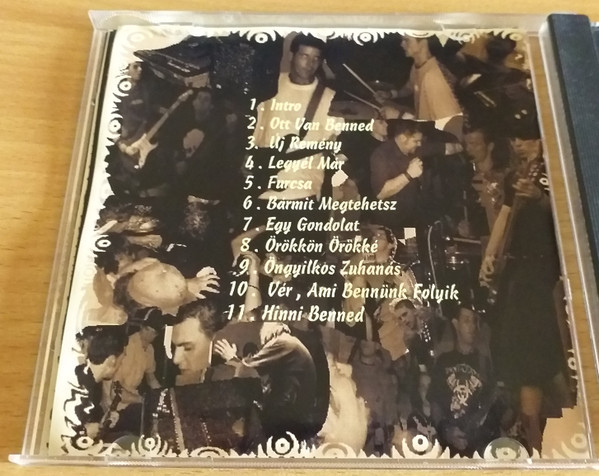 1. Intro
2. Ott Van Benned
3. Új Remény
4. Legyél Már
5. Furcsa
6. Bármit Megtehetsz
7. Egy Gondolat
8. Örökkön Örökké
9. Öngyilkos Zuhanás
10. Vér, Ami Bennünk Folyik
11. Hinni Benned